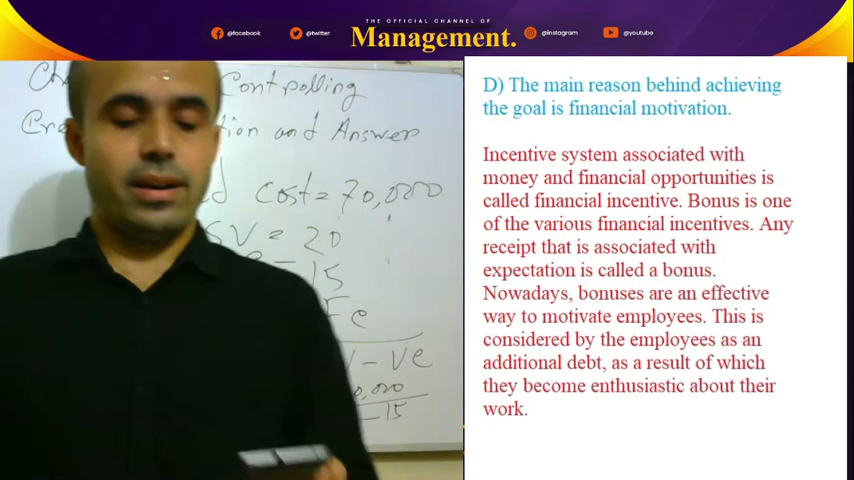 THE OFFICIAL CHANNEL OF
@facebook @twitter Management. @instagram @youtube
Controlling
and Answer
cost = 70,000
V = 20
15
Fe
V - Ve
- 15
D) The main reason behind achieving
the goal is financial motivation.
Incentive system associated with
money and financial opportunities is
called financial incentive. Bonus is one
of the various financial incentives. Any
receipt that is associated with
expectation is called a bonus.
Nowadays, bonuses are an effective
way to motivate employees. This is
considered by the employees as an
additional debt, as a result of which
they become enthusiastic about their
work.